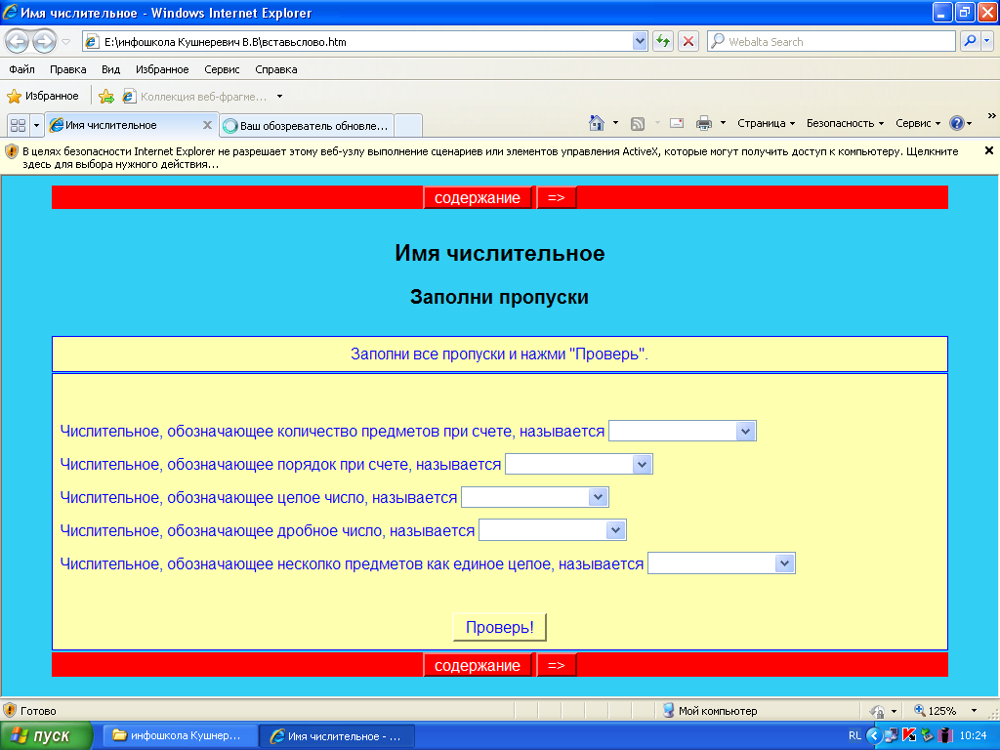 Имя числительное - Windows Internet Explorer
E:\инфошкола Кушнеревич В.В\вставьслово.htm
Webalta Search
Файл Правка Вид Избранное Сервис Справка
Избранное Коллекция веб-фрагме...
Имя числительное Ваш обозреватель обновле... Страница Безопасность Сервис »
В целях безопасности Internet Explorer не разрешает этому веб-узлу выполнение сценариев или элементов управления ActiveX, которые могут получить доступ к компьютеру. Щелкните
здесь для выбора нужного действия...
содержание =>
Имя числительное
Заполни пропуски
Заполни все пропуски и нажми "Проверь".
Числительное, обозначающее количество предметов при счете, называется
Числительное, обозначающее порядок при счете, называется
Числительное, обозначающее целое число, называется
Числительное, обозначающее дробное число, называется
Числительное, обозначающее несколко предметов как единое целое, называется
Проверь!
содержание =>
Готово Мой компьютер 125%
пуск инфошкола Кушнер... Имя числительное - ... RL 10:24